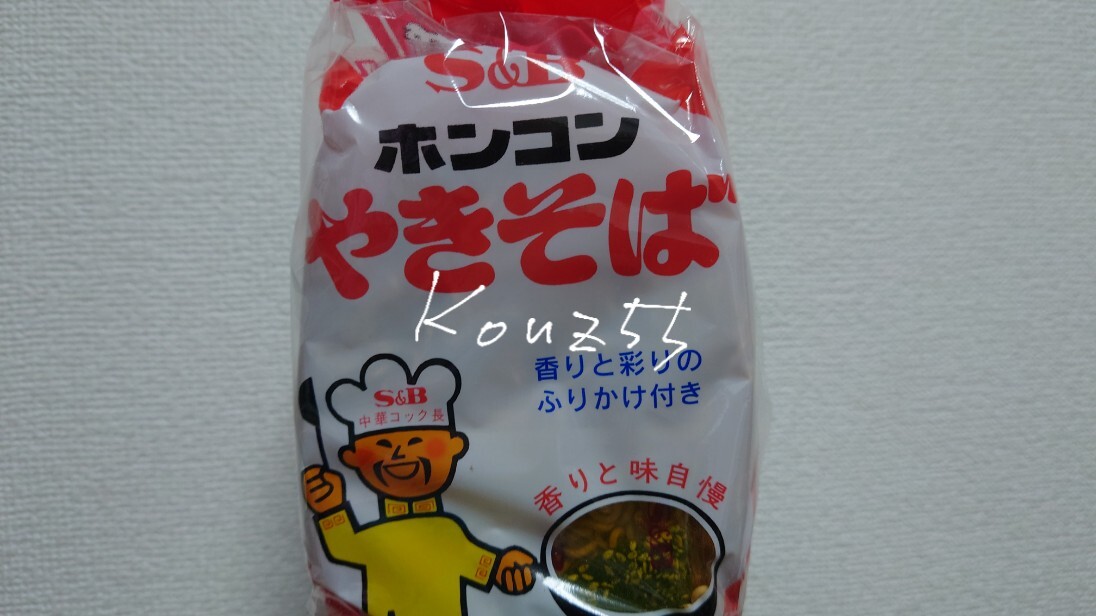 S&B
ホンコン
やきそば
Kouz55
香りと彩りの
ふりかけ付き
S&B
中華コック長
香りと味自慢